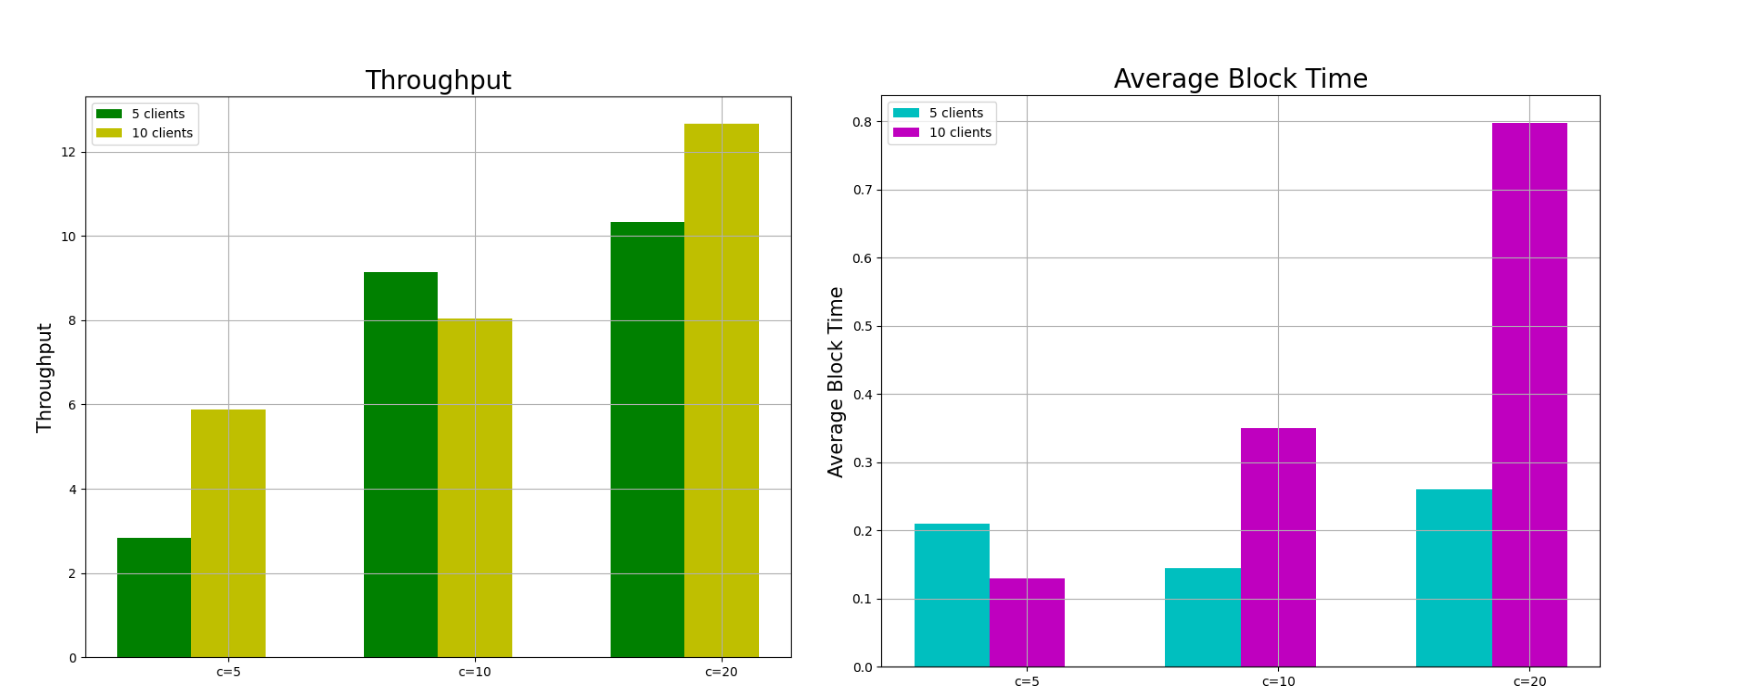 Throughput
5 clients
10 clients
12
10
8
6
4
2
0
Throughput
c=5
c=10
c=20
Average Block Time
5 clients
10 clients
0.8
0.7
0.6
0.5
0.4
0.3
0.2
0.1
0.0
Average Block Time
c=5
c=10
c=20